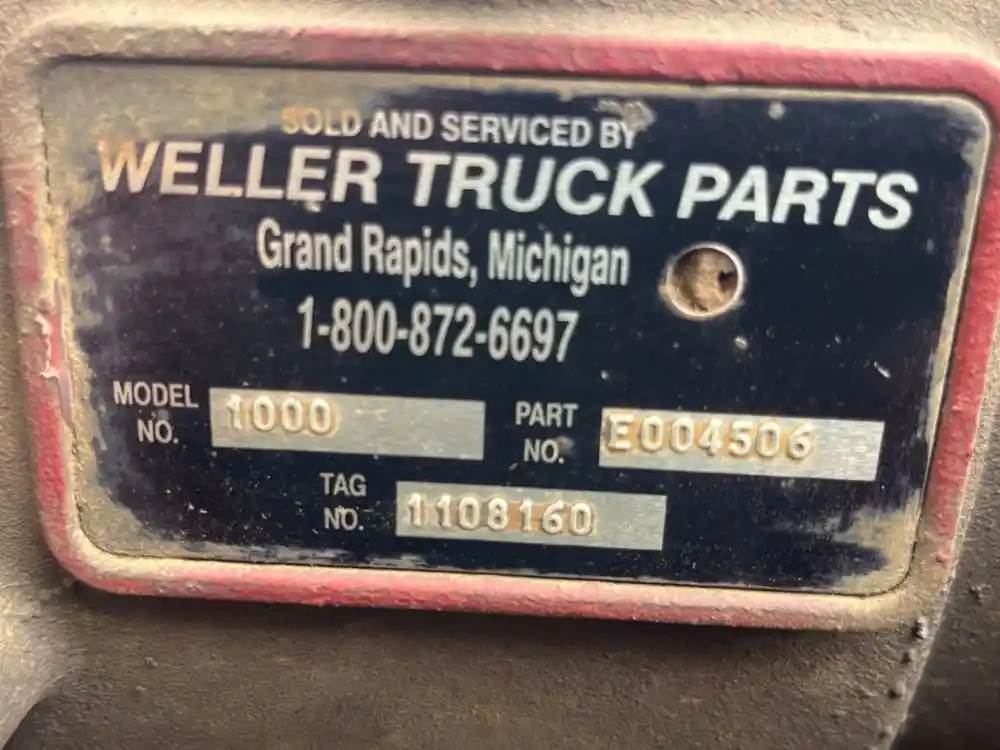 SOLD AND SERVICED BY
WELLER TRUCK PARTS
Grand Rapids, Michigan
1-800-872-6697
MODEL NO. 1000
PART NO. E004506
TAG NO. 1108160